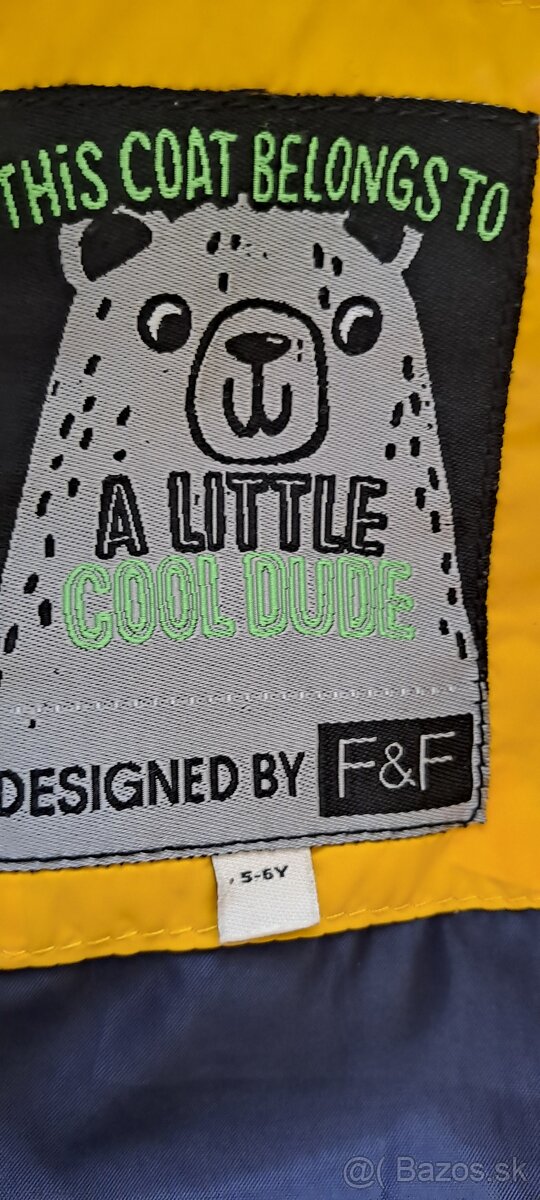 THiS COAT BELONGS TO
A LITTLE
COOL DUDE
DESIGNED BY F&F
5-6Y
@( Bazos.sk